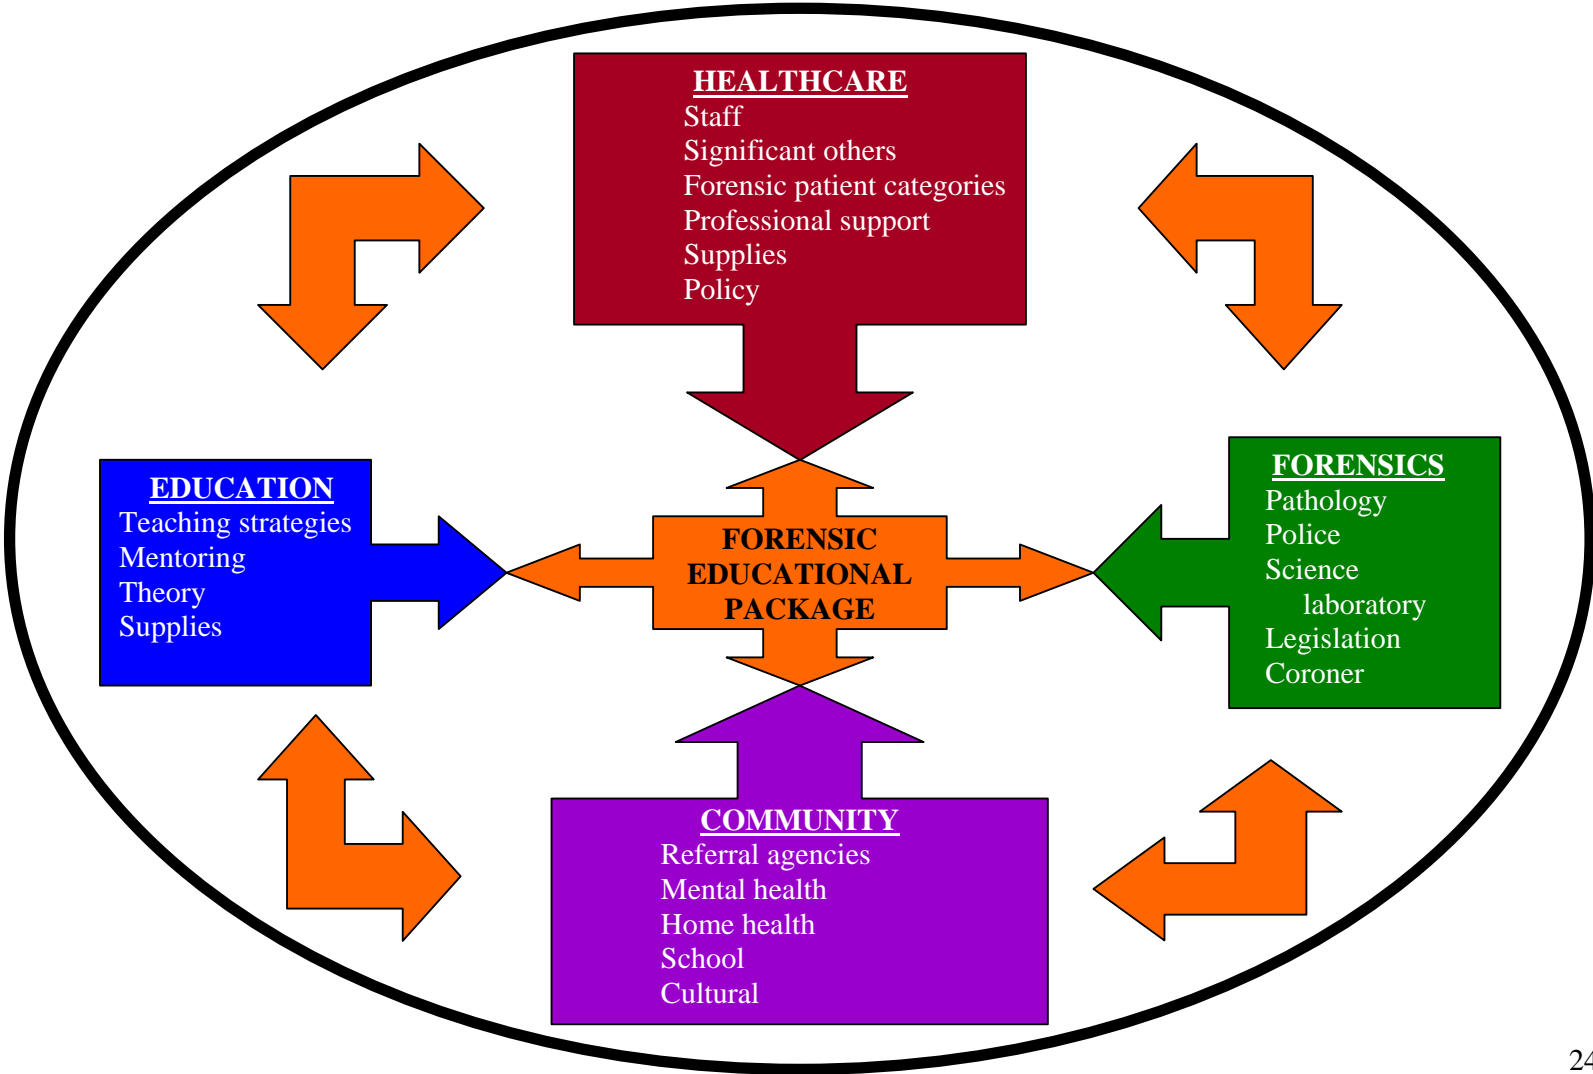 HEALTHCARE
Staff
Significant others
Forensic patient categories
Professional support
Supplies
Policy
EDUCATION
Teaching strategies
Mentoring
Theory
Supplies
FORENSIC
EDUCATIONAL
PACKAGE
FORENSICS
Pathology
Police
Science
laboratory
Legislation
Coroner
COMMUNITY
Referral agencies
Mental health
Home health
School
Cultural
24